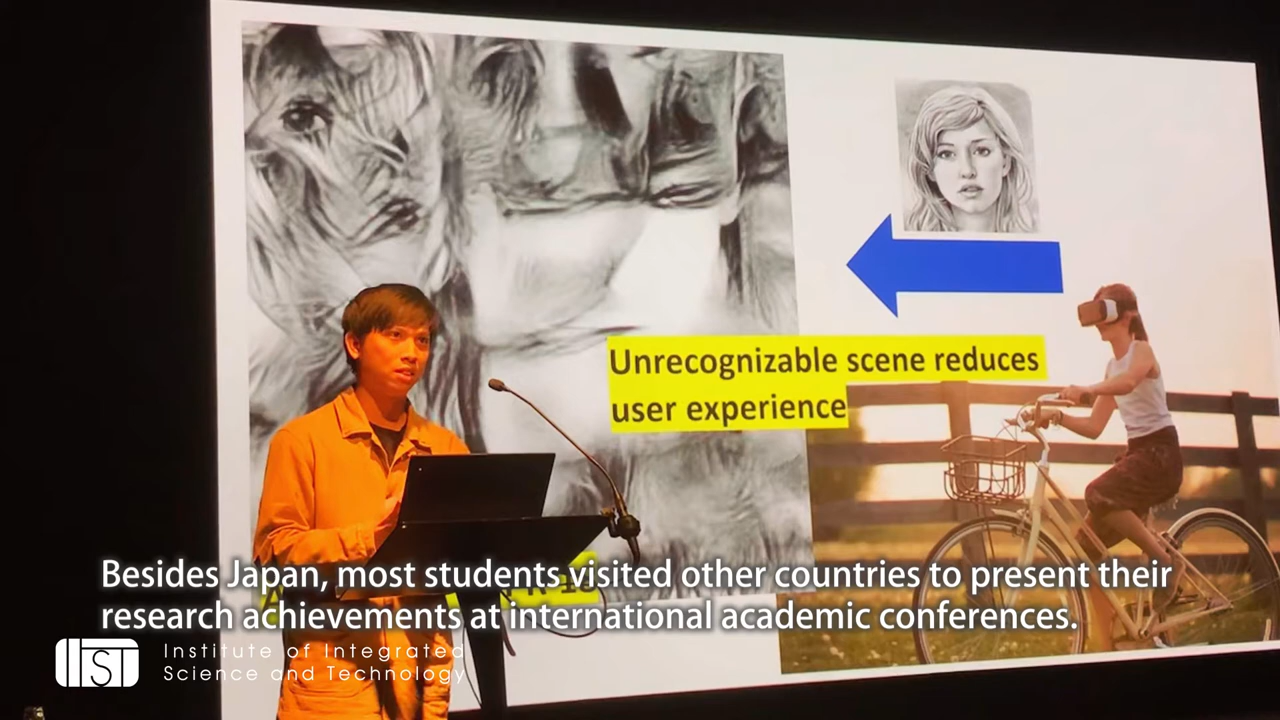 Unrecognizable scene reduces
user experience
Besides Japan, most students visited other countries to present their
research achievements at international academic conferences.
IIST
Institute of Integrated
Science and Technology